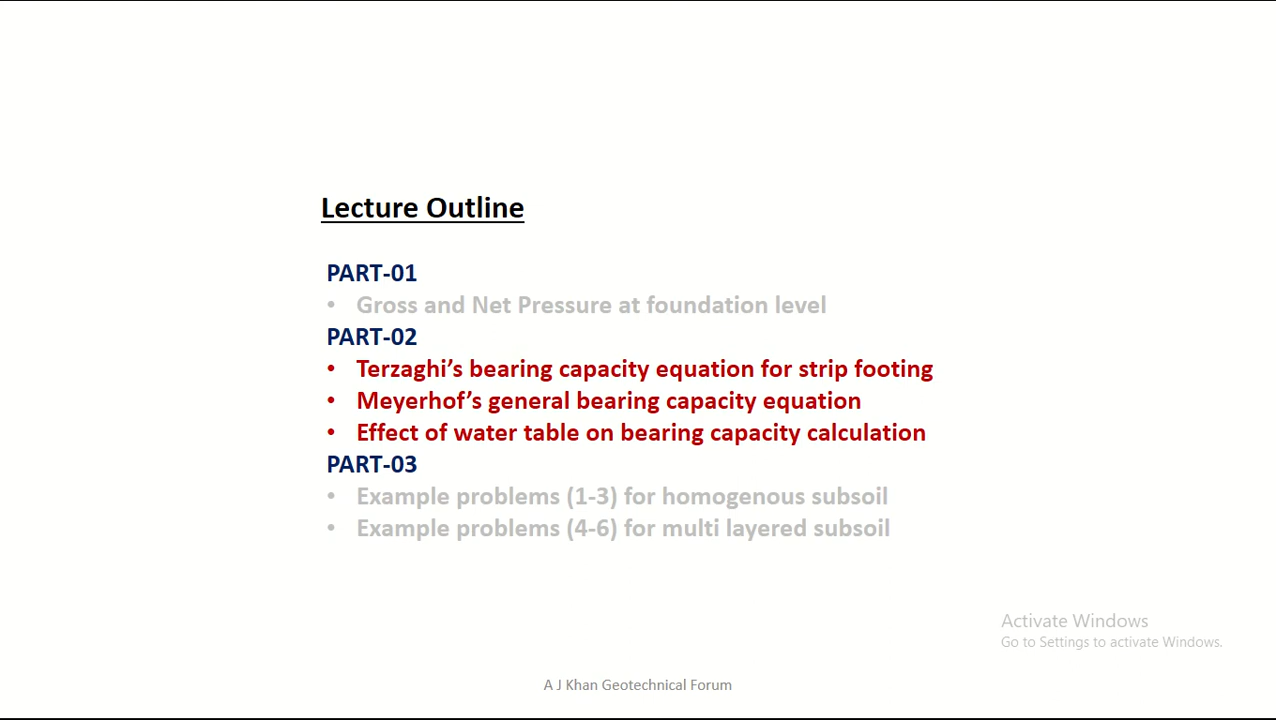 Lecture Outline
PART-01
• Gross and Net Pressure at foundation level
PART-02
• Terzaghi’s bearing capacity equation for strip footing
• Meyerhof’s general bearing capacity equation
• Effect of water table on bearing capacity calculation
PART-03
• Example problems (1-3) for homogenous subsoil
• Example problems (4-6) for multi layered subsoil
Activate Windows
Go to Settings to activate Windows.
A J Khan Geotechnical Forum